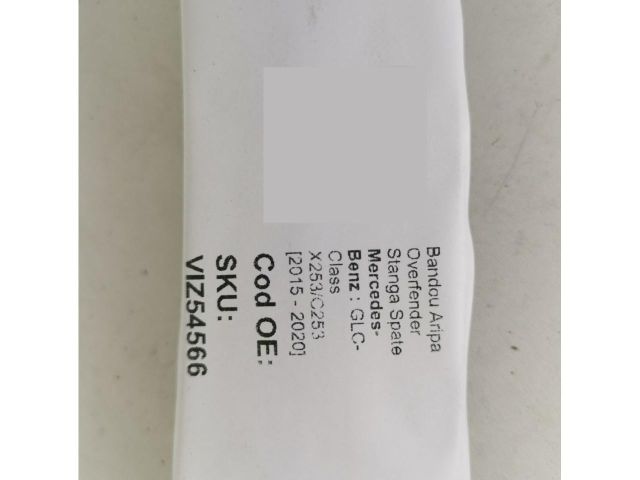 Bandou Aripa
Overfender
Stanga Spate
Mercedes-
Benz : GLC-
Class
X253/C253
[2015 - 2020]
Cod OE:
SKU:
VIZ54566